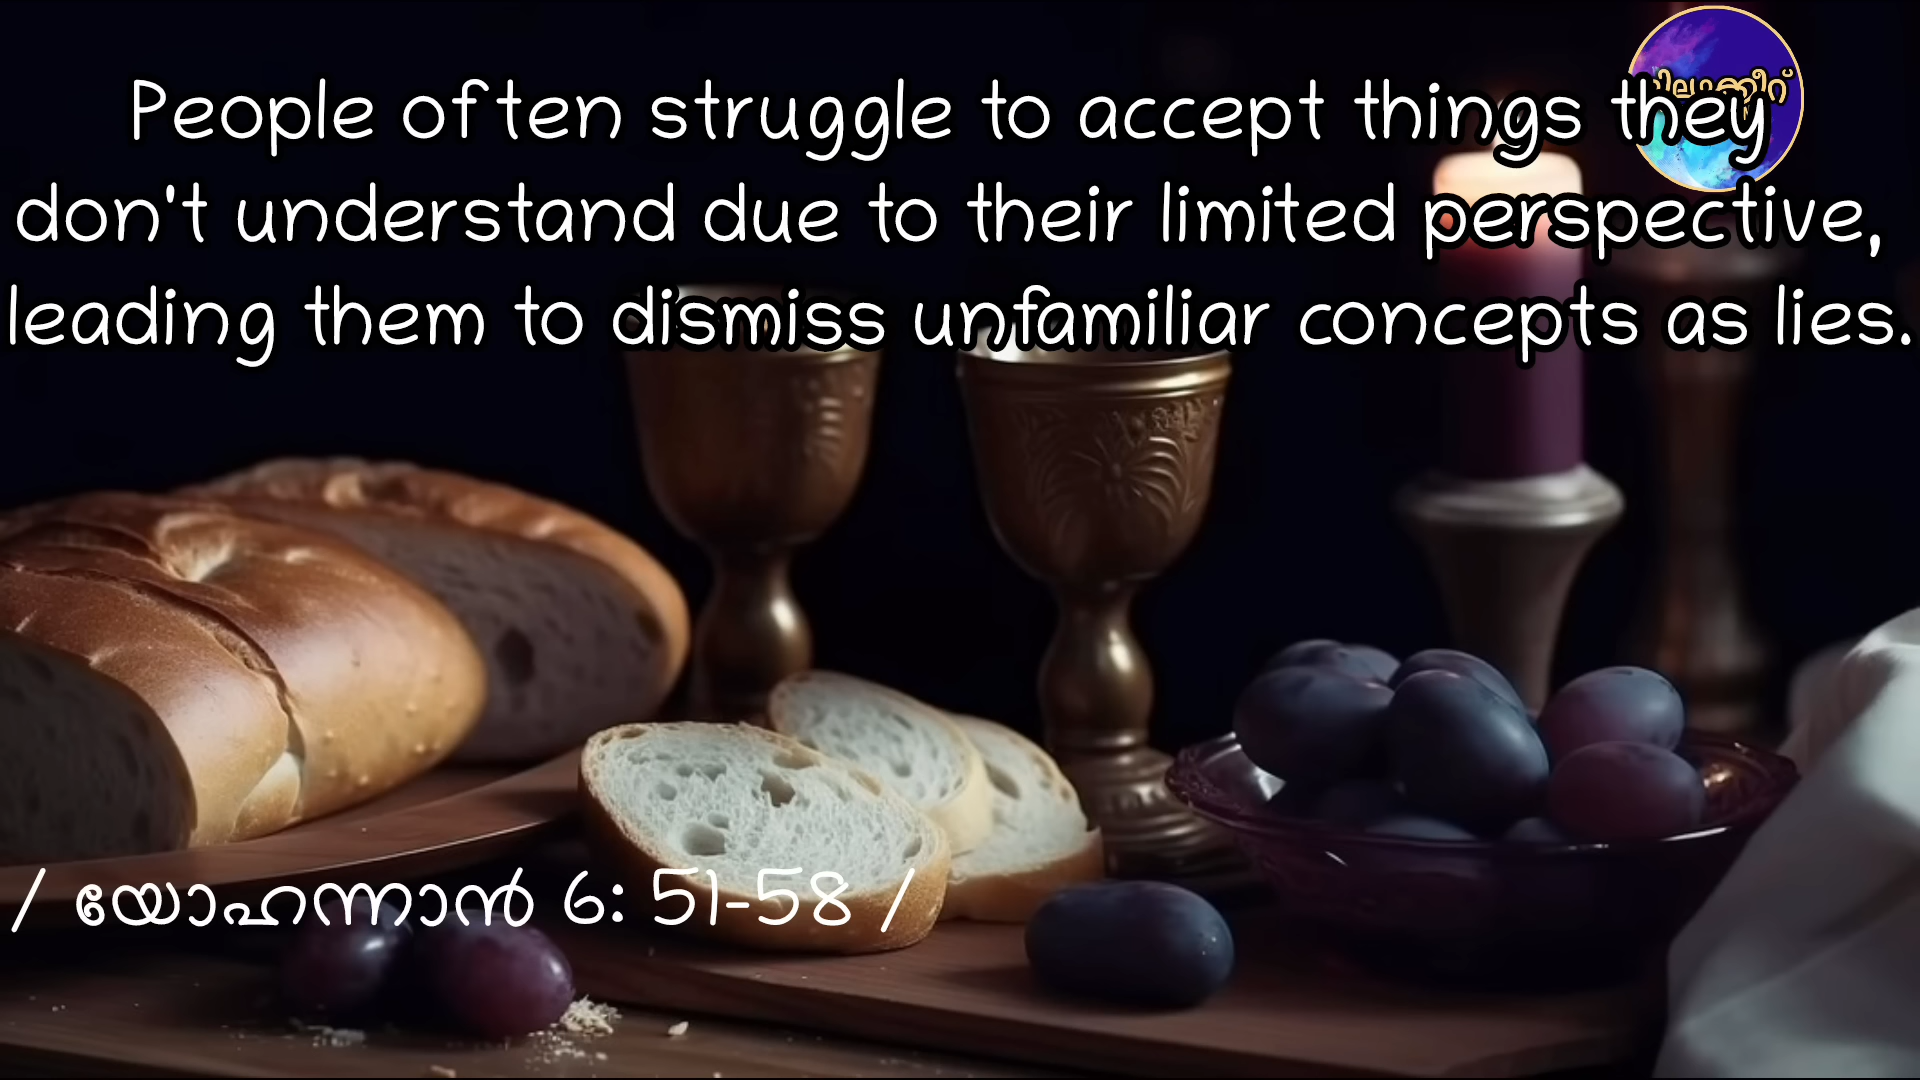 People often struggle to accept things they
don't understand due to their limited perspective,
leading them to dismiss unfamiliar concepts as lies.
/ യോഹന്നാൻ 6: 51-58 /